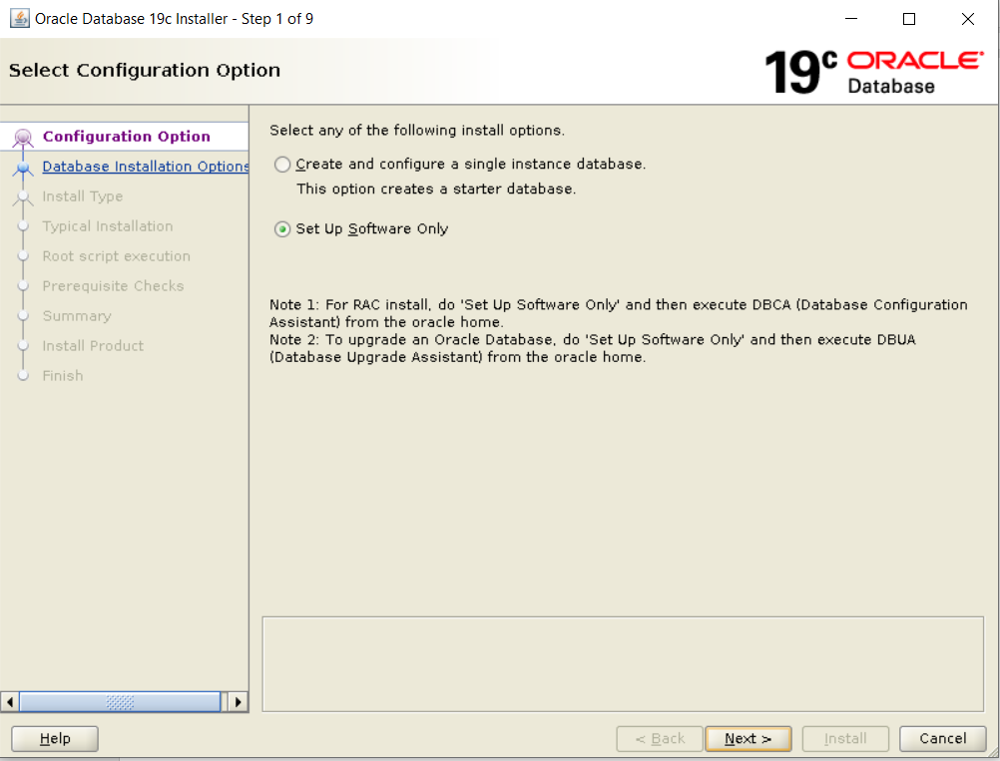 Oracle Database 19c Installer - Step 1 of 9
Select Configuration Option
19c ORACLE
Database
Configuration Option
Database Installation Options
Install Type
Typical Installation
Root script execution
Prerequisite Checks
Summary
Install Product
Finish
Select any of the following install options.
Create and configure a single instance database.
This option creates a starter database.
Set Up Software Only
Note 1: For RAC install, do 'Set Up Software Only' and then execute DBCA (Database Configuration
Assistant) from the oracle home.
Note 2: To upgrade an Oracle Database, do 'Set Up Software Only' and then execute DBUA
(Database Upgrade Assistant) from the oracle home.
Help
< Back
Next >
Install
Cancel